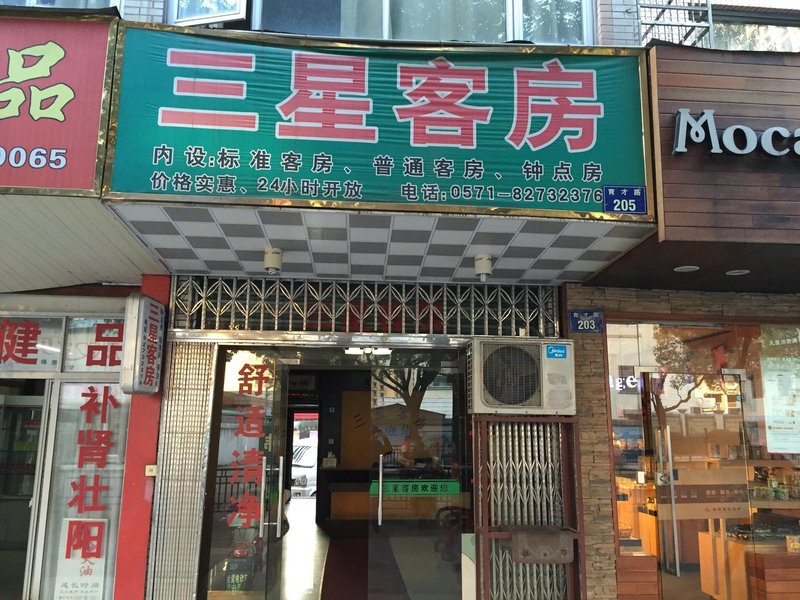 品
0065
三星客房
内设:标准客房、普通客房、钟点房
价格实惠、24小时开放 电话:0571-82732376
育才路
205
Moca
育才路
203
三星客房
健品
补肾壮阳
舒适洁净
Midea
三星客房欢迎您